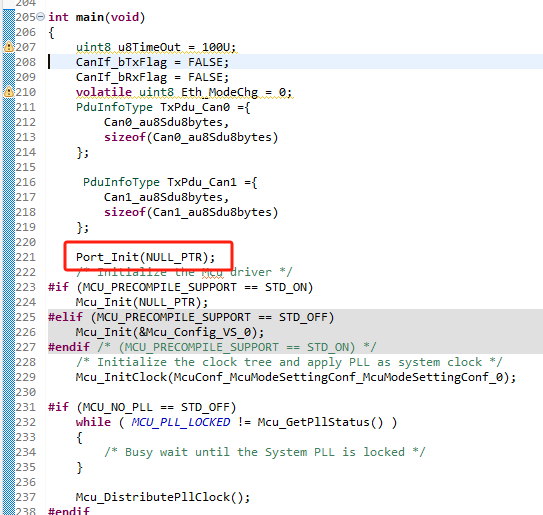 204
205 int main(void)
206 {
207 uint8 u8TimeOut = 100U;
208 CanIf_bTxFlag = FALSE;
209 CanIf_bRxFlag = FALSE;
210 volatile uint8 Eth_ModeChg = 0;
211 PduInfoType TxPdu_Can0 ={
212 Can0_au8Sdu8bytes,
213 sizeof(Can0_au8Sdu8bytes)
214 };
215
216 PduInfoType TxPdu_Can1 ={
217 Can1_au8Sdu8bytes,
218 sizeof(Can1_au8Sdu8bytes)
219 };
220
221 Port_Init(NULL_PTR);
222 /* Initialize the Mcu driver */
223 #if (MCU_PRECOMPILE_SUPPORT == STD_ON)
224 Mcu_Init(NULL_PTR);
225 #elif (MCU_PRECOMPILE_SUPPORT == STD_OFF)
226 Mcu_Init(&Mcu_Config_VS_0);
227 #endif /* (MCU_PRECOMPILE_SUPPORT == STD_ON) */
228 /* Initialize the clock tree and apply PLL as system clock */
229 Mcu_InitClock(McuConf_McuModeSettingConf_McuModeSettingConf_0);
230
231 #if (MCU_NO_PLL == STD_OFF)
232 while ( MCU_PLL_LOCKED != Mcu_GetPllStatus() )
233 {
234 /* Busy wait until the System PLL is locked */
235 }
236
237 Mcu_DistributePllClock();
238 #endif